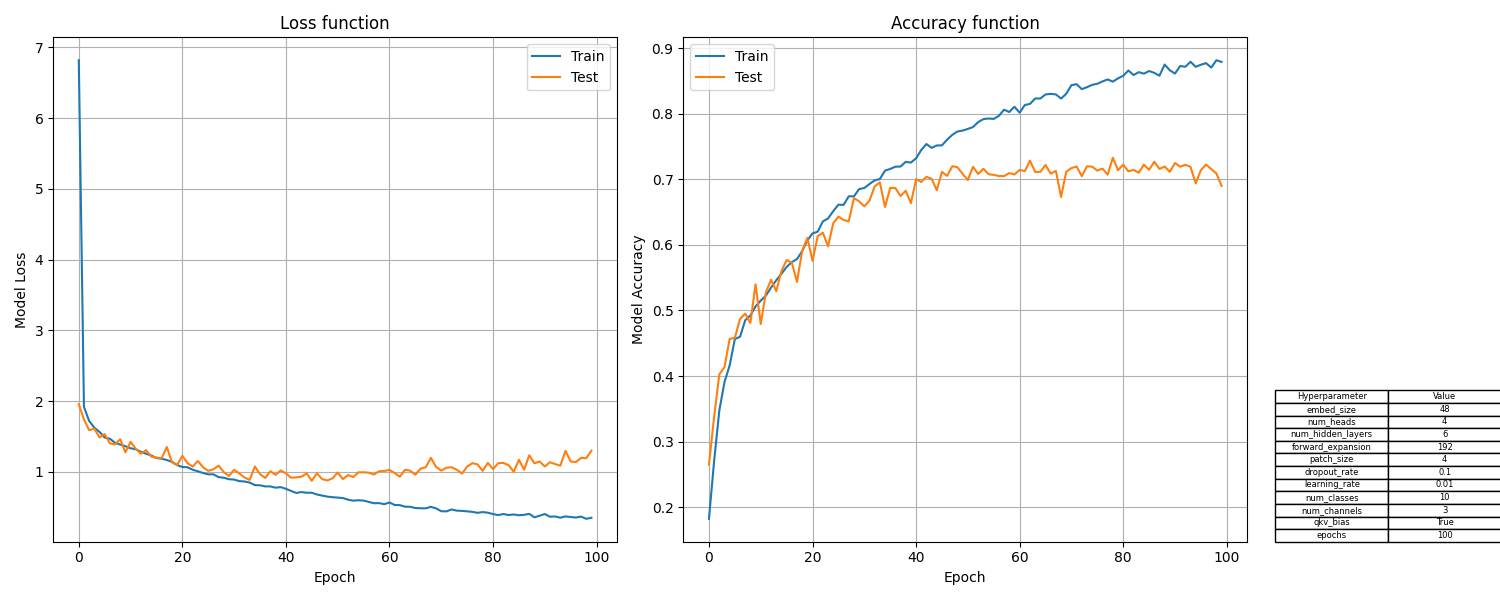 Loss function
7
6
5
4
3
2
1
Model Loss
Train
Test
0 20 40 60 80 100
Epoch
Accuracy function
0.9
0.8
0.7
0.6
0.5
0.4
0.3
0.2
Model Accuracy
Train
Test
0 20 40 60 80 100
Epoch
Hyperparameter Value
embed_size 48
num_heads 4
num_hidden_layers 6
forward_expansion 192
patch_size 4
dropout_rate 0.1
learning_rate 0.01
num_classes 10
num_channels 3
qkv_bias True
epochs 100